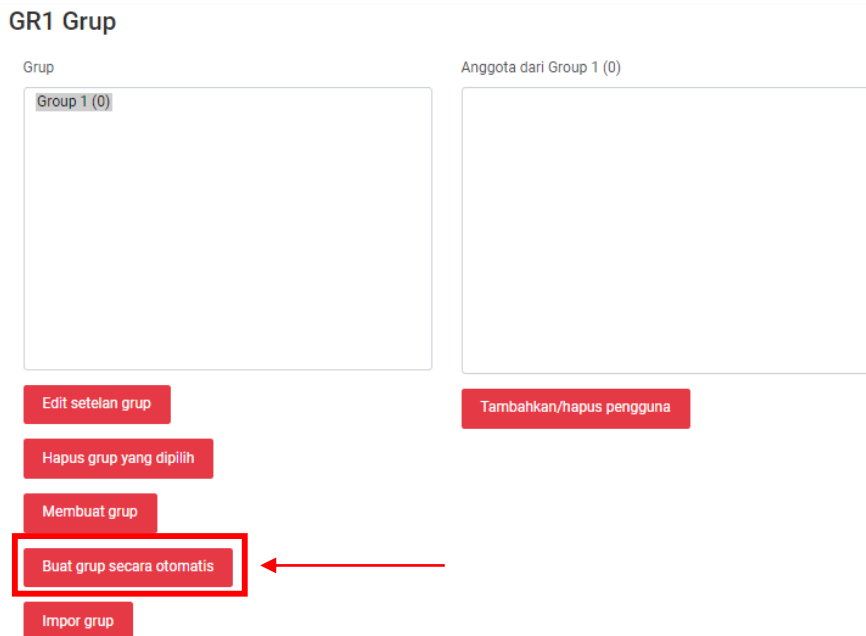 GR1 Grup
Grup
Group 1 (0)
Anggota dari Group 1 (0)
Edit setelan grup
Hapus grup yang dipilih
Membuat grup
Buat grup secara otomatis
Impor grup
Tambahkan/hapus pengguna